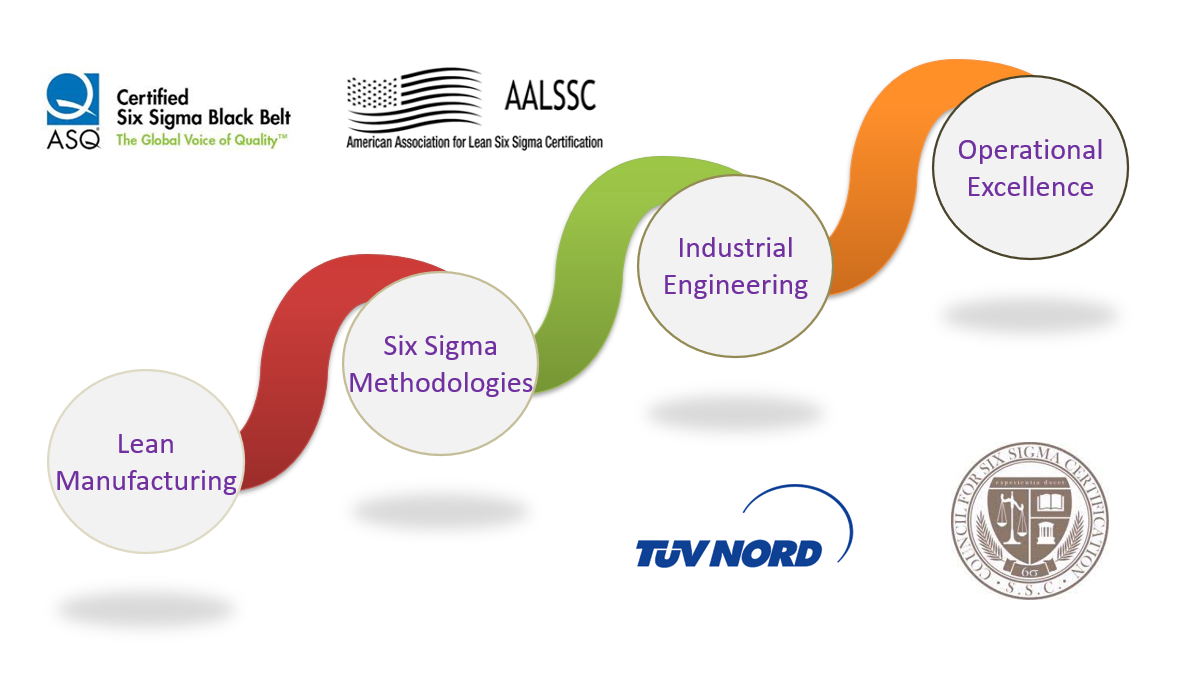 Certified
Six Sigma Black Belt
ASQ®
The Global Voice of Quality™
AALSSC
American Association for Lean Six Sigma Certification
Operational
Excellence
Industrial
Engineering
Six Sigma
Methodologies
Lean
Manufacturing
TÜV NORD
COUNCIL FOR SIX SIGMA CERTIFICATION
experientia docet
6σ
· S.S.C. ·